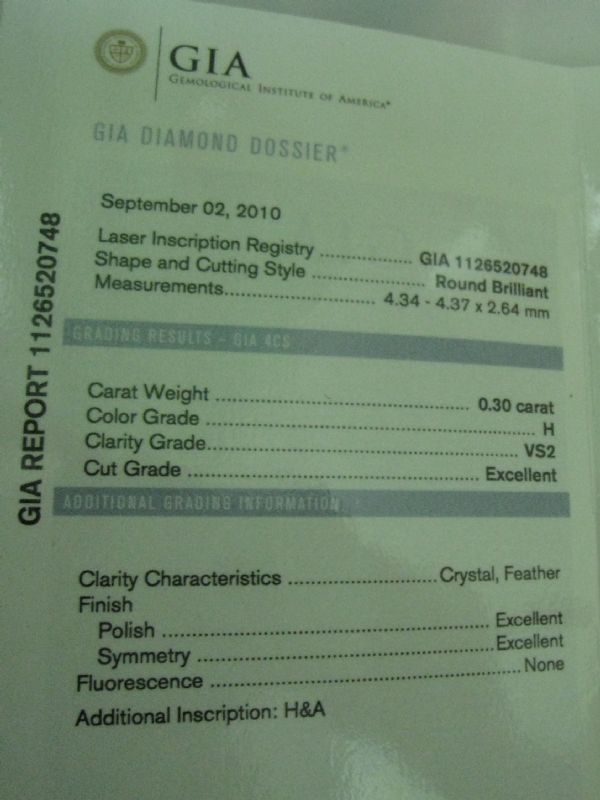 GIA
GEMOLOGICAL INSTITUTE OF AMERICA®
GIA DIAMOND DOSSIER®
September 02, 2010
Laser Inscription Registry .................. GIA 1126520748
Shape and Cutting Style ...................... Round Brilliant
Measurements............................ 4.34 - 4.37 x 2.64 mm
GRADING RESULTS - GIA 4CS
Carat Weight ............................................. 0.30 carat
Color Grade .......................................................... H
Clarity Grade..................................................... VS2
Cut Grade .................................................. Excellent
ADDITIONAL GRADING INFORMATION
Clarity Characteristics ......................... Crystal, Feather
Finish
Polish ......................................................... Excellent
Symmetry .................................................. Excellent
Fluorescence .................................................... None
Additional Inscription: H&A
GIA REPORT 1126520748